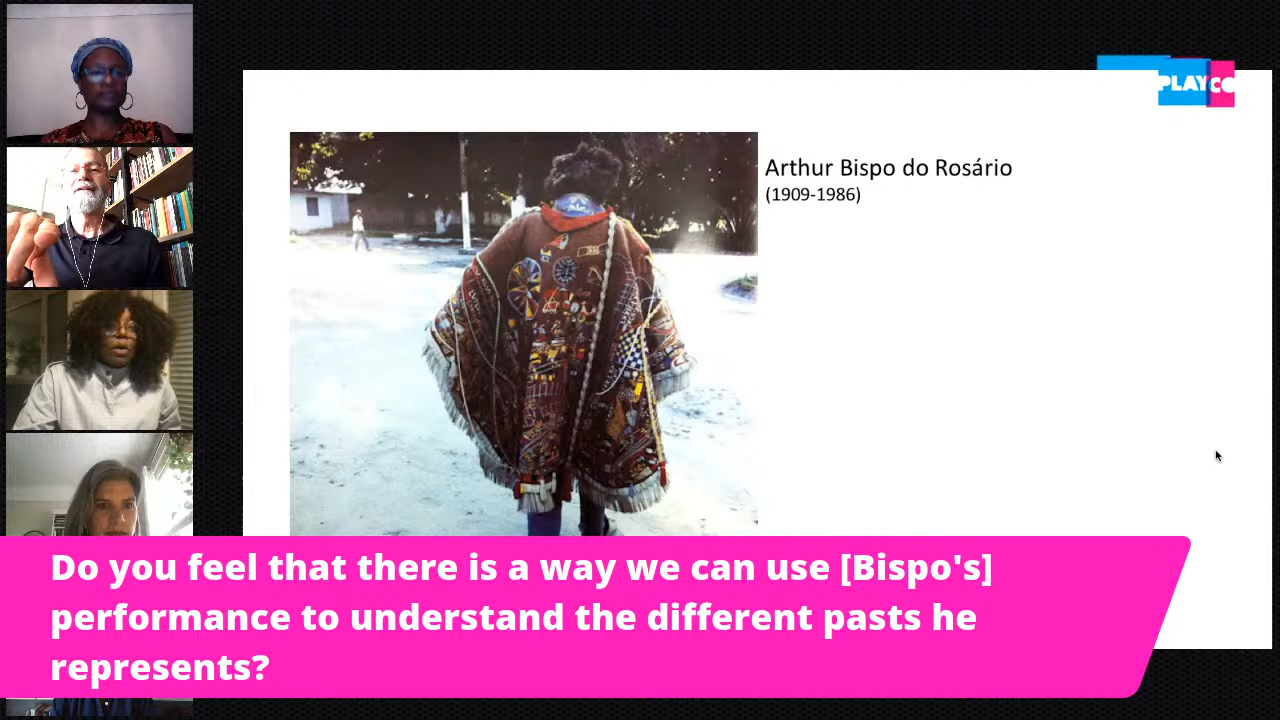 PLAYCO
Arthur Bispo do Rosário
(1909-1986)
Do you feel that there is a way we can use [Bispo's]
performance to understand the different pasts he
represents?